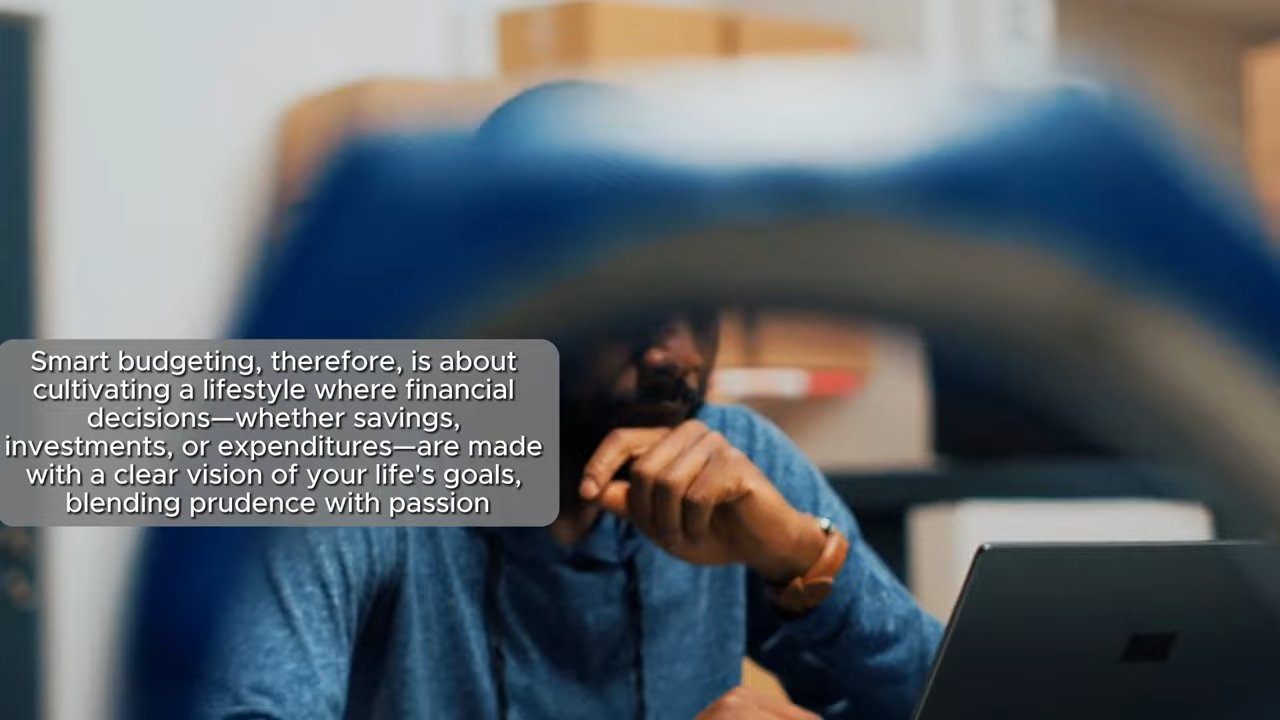 Smart budgeting, therefore, is about
cultivating a lifestyle where financial
decisions—whether savings,
investments, or expenditures—are made
with a clear vision of your life's goals,
blending prudence with passion